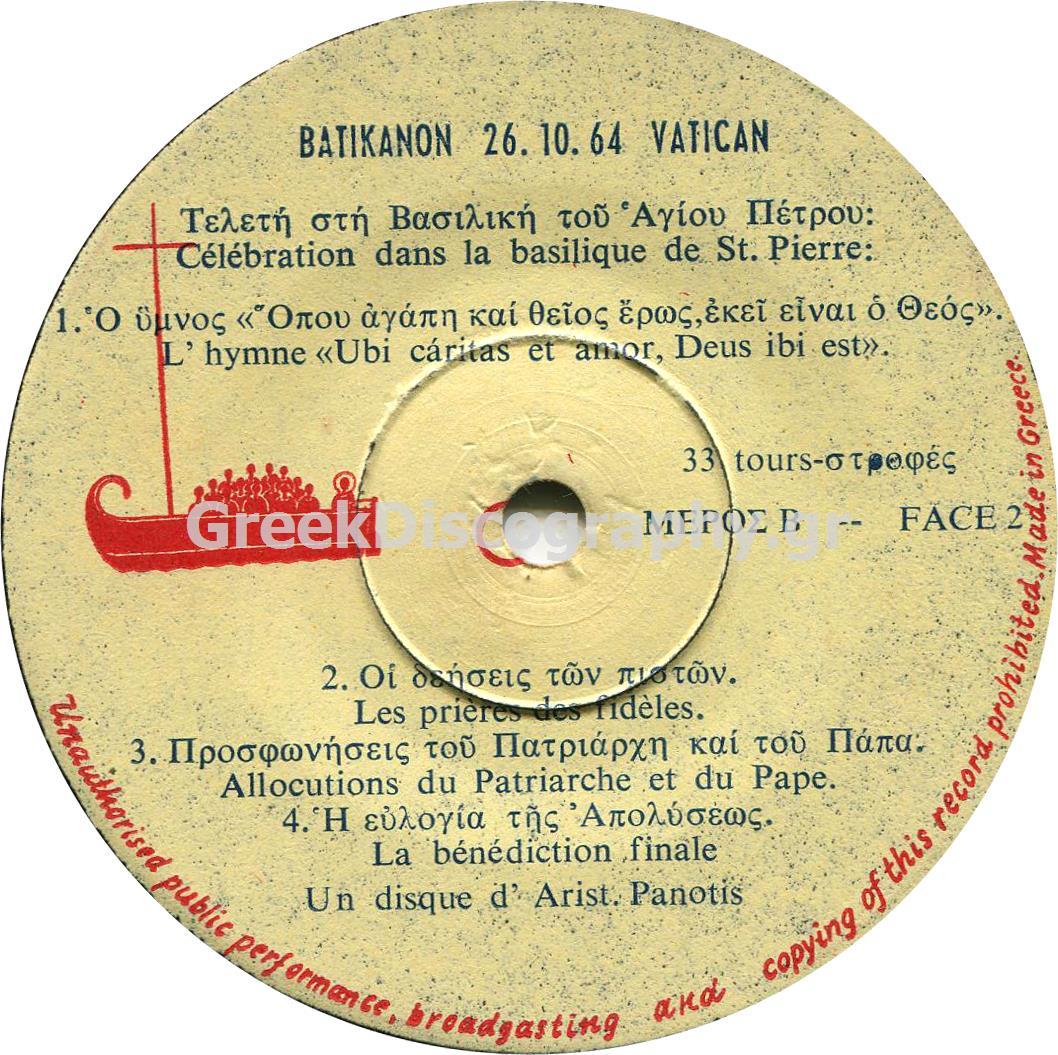 ΒΑΤΙΚΑΝΟΝ 26. 10. 64 VATICAN
Τελετή στή Βασιλική τοῦ Ἁγίου Πέτρου:
Célébration dans la basilique de St. Pierre:
1. Ὁ ὕμνος «Ὅπου ἀγάπη καί θεῖος ἔρως, ἐκεῖ εἶναι ὁ Θεός».
L' hymne «Ubi cáritas et amor, Deus ibi est».
33 tours-στροφές
ΜΕΡΟΣ Β -- FACE 2
GreekDiscography.gr
2. Οἱ δεήσεις τῶν πιστῶν.
Les prières des fidèles.
3. Προσφωνήσεις τοῦ Πατριάρχη καί τοῦ Πάπα.
Allocutions du Patriarche et du Pape.
4. Ἡ εὐλογία τῆς Ἀπολύσεως.
La bénédiction finale
Un disque d' Arist. Panotis
Unauthorised public performance, broadgasting and copying of this record prohibited. Made in Greece.